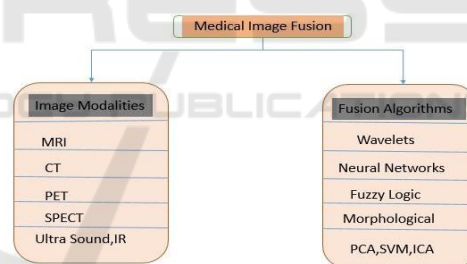 Medical Image Fusion
Image Modalities
MRI
CT
PET
SPECT
Ultra Sound,IR
Fusion Algorithms
Wavelets
Neural Networks
Fuzzy Logic
Morphological
PCA,SVM,ICA